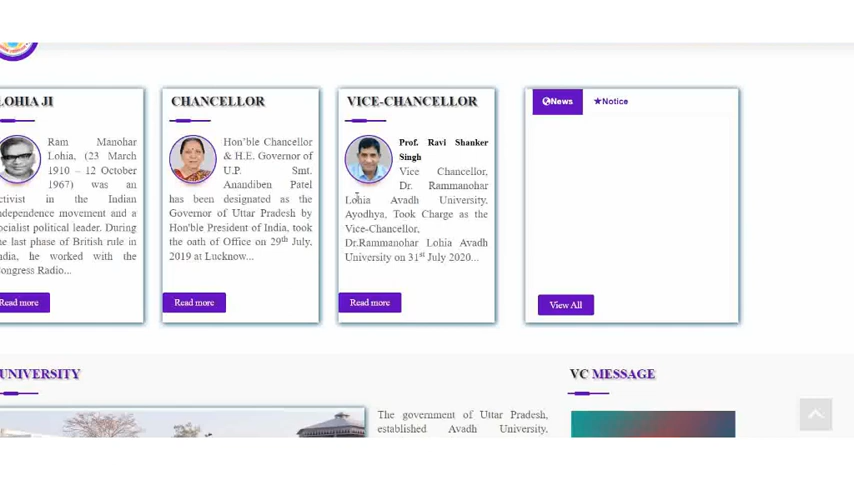 LOHIA JI
Ram Manohar
Lohia, (23 March
1910 – 12 October
1967) was an
ctivist in the Indian
ndependence movement and a
ocialist political leader. During
he last phase of British rule in
ndia, he worked with the
ongress Radio...
Read more
CHANCELLOR
Hon’ble Chancellor
& H.E. Governor of
U.P. Smt.
Anandiben Patel
has been designated as the
Governor of Uttar Pradesh by
Hon'ble President of India, took
the oath of Office on 29th July,
2019 at Lucknow...
Read more
VICE-CHANCELLOR
Prof. Ravi Shanker
Singh
Vice Chancellor,
Dr. Rammanohar
Lohia Avadh University,
Ayodhya, Took Charge as the
Vice-Chancellor,
Dr.Rammanohar Lohia Avadh
University on 31st July 2020...
Read more
News Notice
View All
UNIVERSITY
The government of Uttar Pradesh,
established Avadh University,
VC MESSAGE